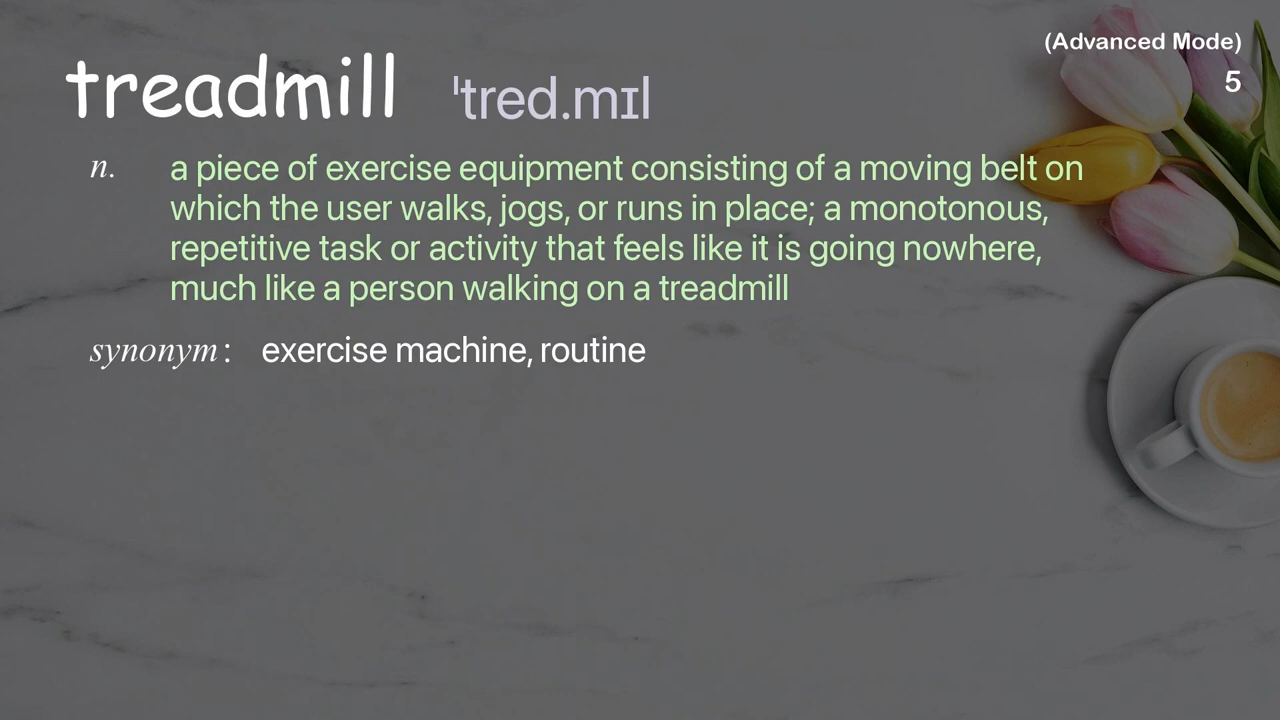 (Advanced Mode)
5
treadmill ˈtred.mɪl
n. a piece of exercise equipment consisting of a moving belt on
which the user walks, jogs, or runs in place; a monotonous,
repetitive task or activity that feels like it is going nowhere,
much like a person walking on a treadmill
synonym : exercise machine, routine